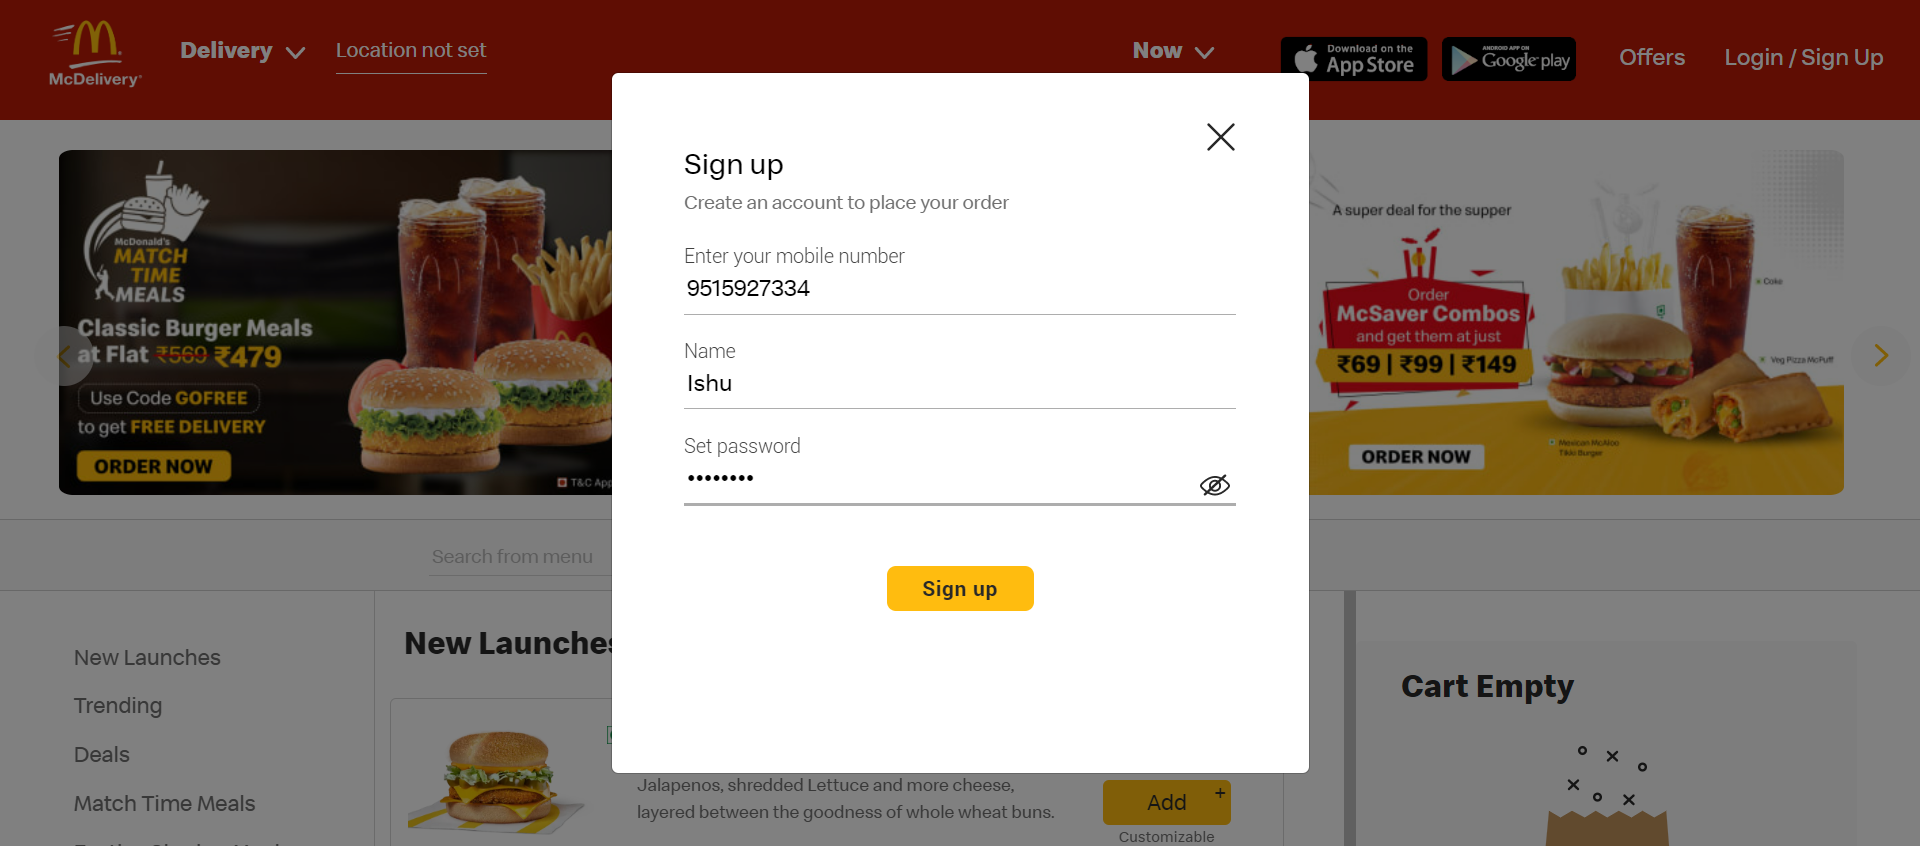 McDelivery
Delivery
Location not set
Now
Download on the
App Store
ANDROID APP ON
Google play
Offers
Login / Sign Up
McDonald's
MATCH
TIME
MEALS
Classic Burger Meals
at Flat ₹569 ₹479
Use Code GOFREE
to get FREE DELIVERY
ORDER NOW
T&C App
Sign up
Create an account to place your order
Enter your mobile number
9515927334
Name
Ishu
Set password
••••••••
Sign up
A super deal for the supper
Order
McSaver Combos
and get them at just
₹69 | ₹99 | ₹149
Coke
Veg Pizza McPuff
Mexican McAloo
Tikki Burger
ORDER NOW
Search from menu
New Launches
Trending
Deals
Match Time Meals
New Launches
Jalapenos, shredded Lettuce and more cheese,
layered between the goodness of whole wheat buns.
Add +
Customizable
Cart Empty